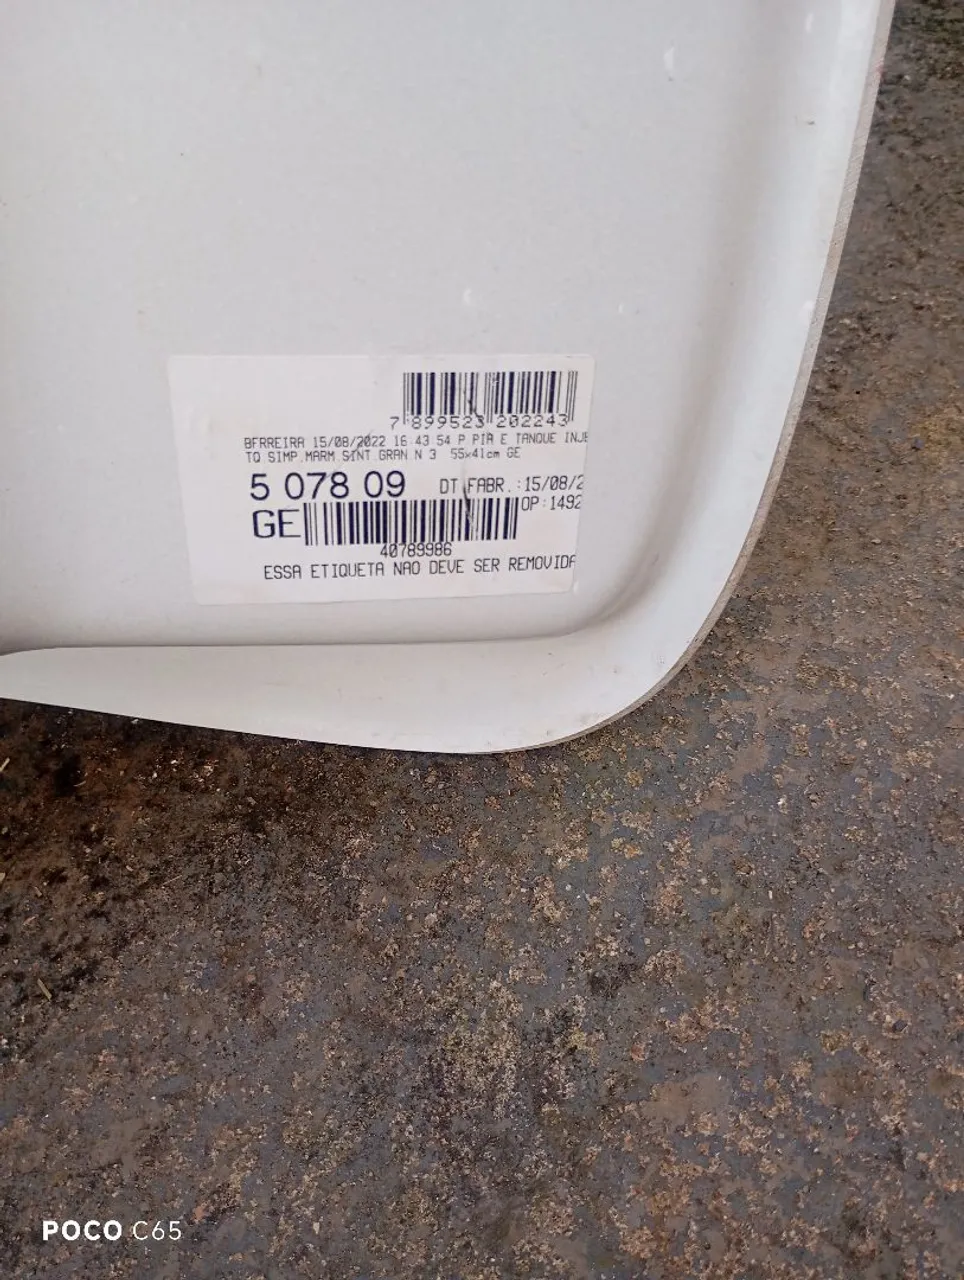 7 899523 202243
BFRREIRA 15/08/2022 16:43 54 P PIA E TANQUE INJE
TQ SIMP.MARM.SINT.GRAN N 3 55x41cm GE
5 078 09 DT FABR.:15/08/2
OP:1492
GE
40789986
ESSA ETIQUETA NAO DEVE SER REMOVIDA
POCO C65